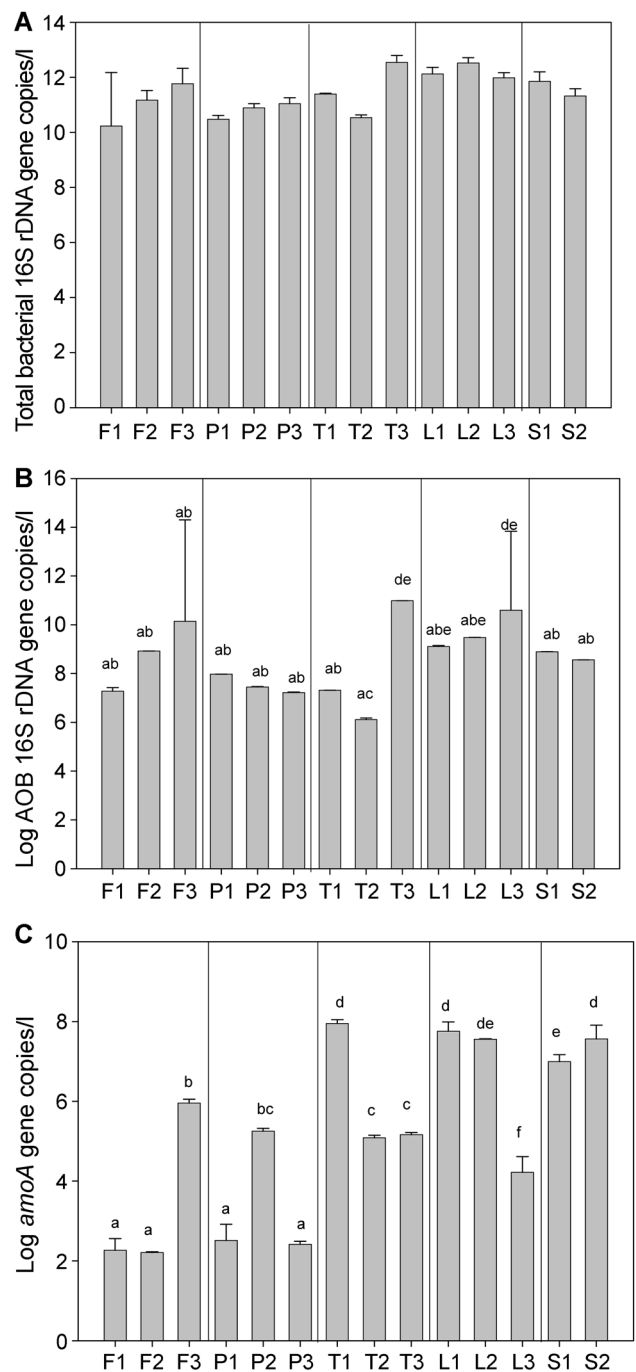 A
Total bacterial 16S rDNA gene copies/l
14
12
10
8
6
4
2
0
F1 F2 F3 P1 P2 P3 T1 T2 T3 L1 L2 L3 S1 S2
B
Log AOB 16S rDNA gene copies/l
16
14
12
10
8
6
4
2
0
ab ab ab ab ab ab ab ac de abe abe de ab ab
F1 F2 F3 P1 P2 P3 T1 T2 T3 L1 L2 L3 S1 S2
C
Log amoA gene copies/l
10
8
6
4
2
0
a a b a bc a d c c d de f e d
F1 F2 F3 P1 P2 P3 T1 T2 T3 L1 L2 L3 S1 S2